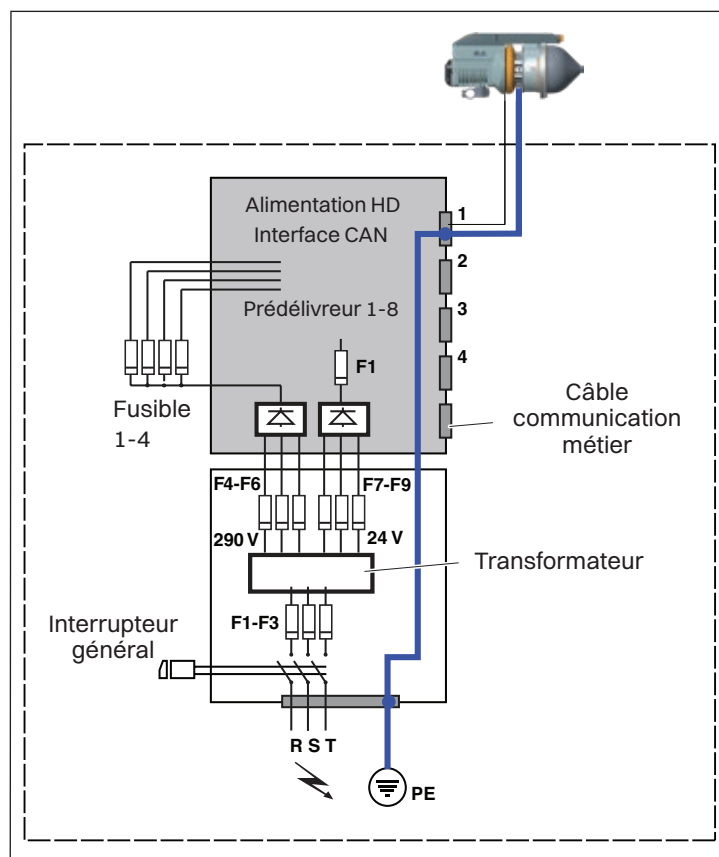 Alimentation HD
Interface CAN
1
2
Prédélivreur 1-8
3
4
F1
Fusible
1-4
Câble
communication
métier
F4-F6
F7-F9
290 V
24 V
Transformateur
F1-F3
Interrupteur
général
R S T
PE